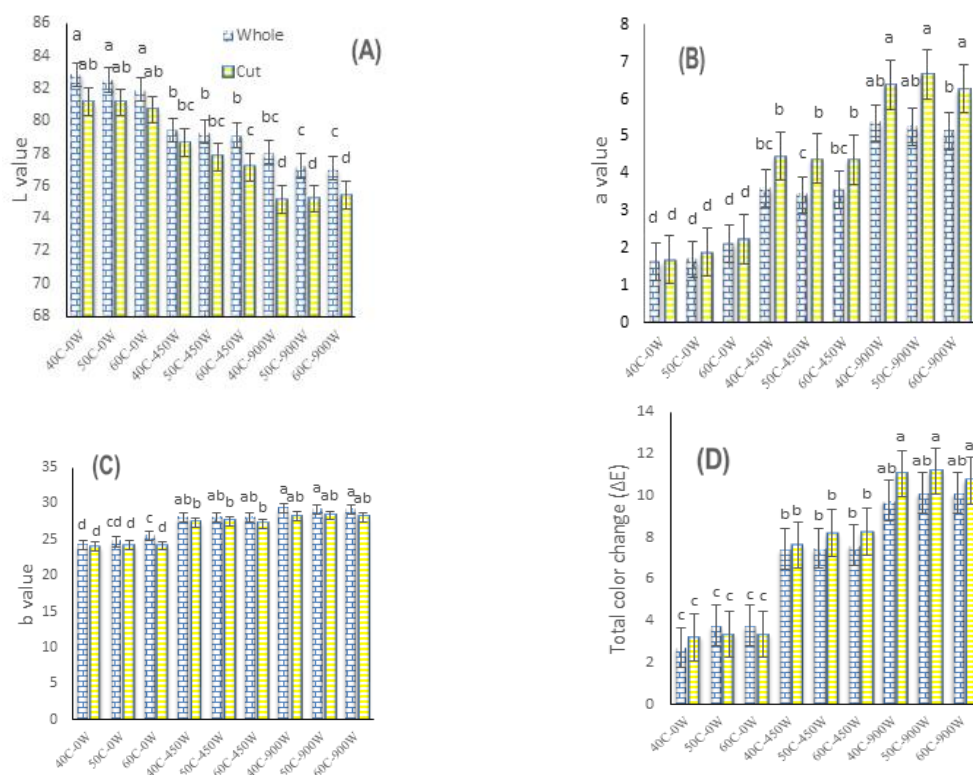 86
84
82
80
78
76
74
72
70
68
L value
Whole
Cut
(A)
a ab a ab a ab b bc b bc b c c d c d c d
40C-0W
50C-0W
60C-0W
40C-450W
50C-450W
60C-450W
40C-900W
50C-900W
60C-900W
8
7
6
5
4
3
2
1
0
a value
(B)
d d d d d d bc b c b bc b ab a ab a b a
40C-0W
50C-0W
60C-0W
40C-450W
50C-450W
60C-450W
40C-900W
50C-900W
60C-900W
35
30
25
20
15
10
5
0
b value
(C)
d d cd d c d ab b ab b ab b a ab a ab a ab
40C-0W
50C-0W
60C-0W
40C-450W
50C-450W
60C-450W
40C-900W
50C-900W
60C-900W
14
12
10
8
6
4
2
0
Total color change (ΔE)
(D)
c c c c c c b b b b b b ab a ab a ab a
40C-0W
50C-0W
60C-0W
40C-450W
50C-450W
60C-450W
40C-900W
50C-900W
60C-900W